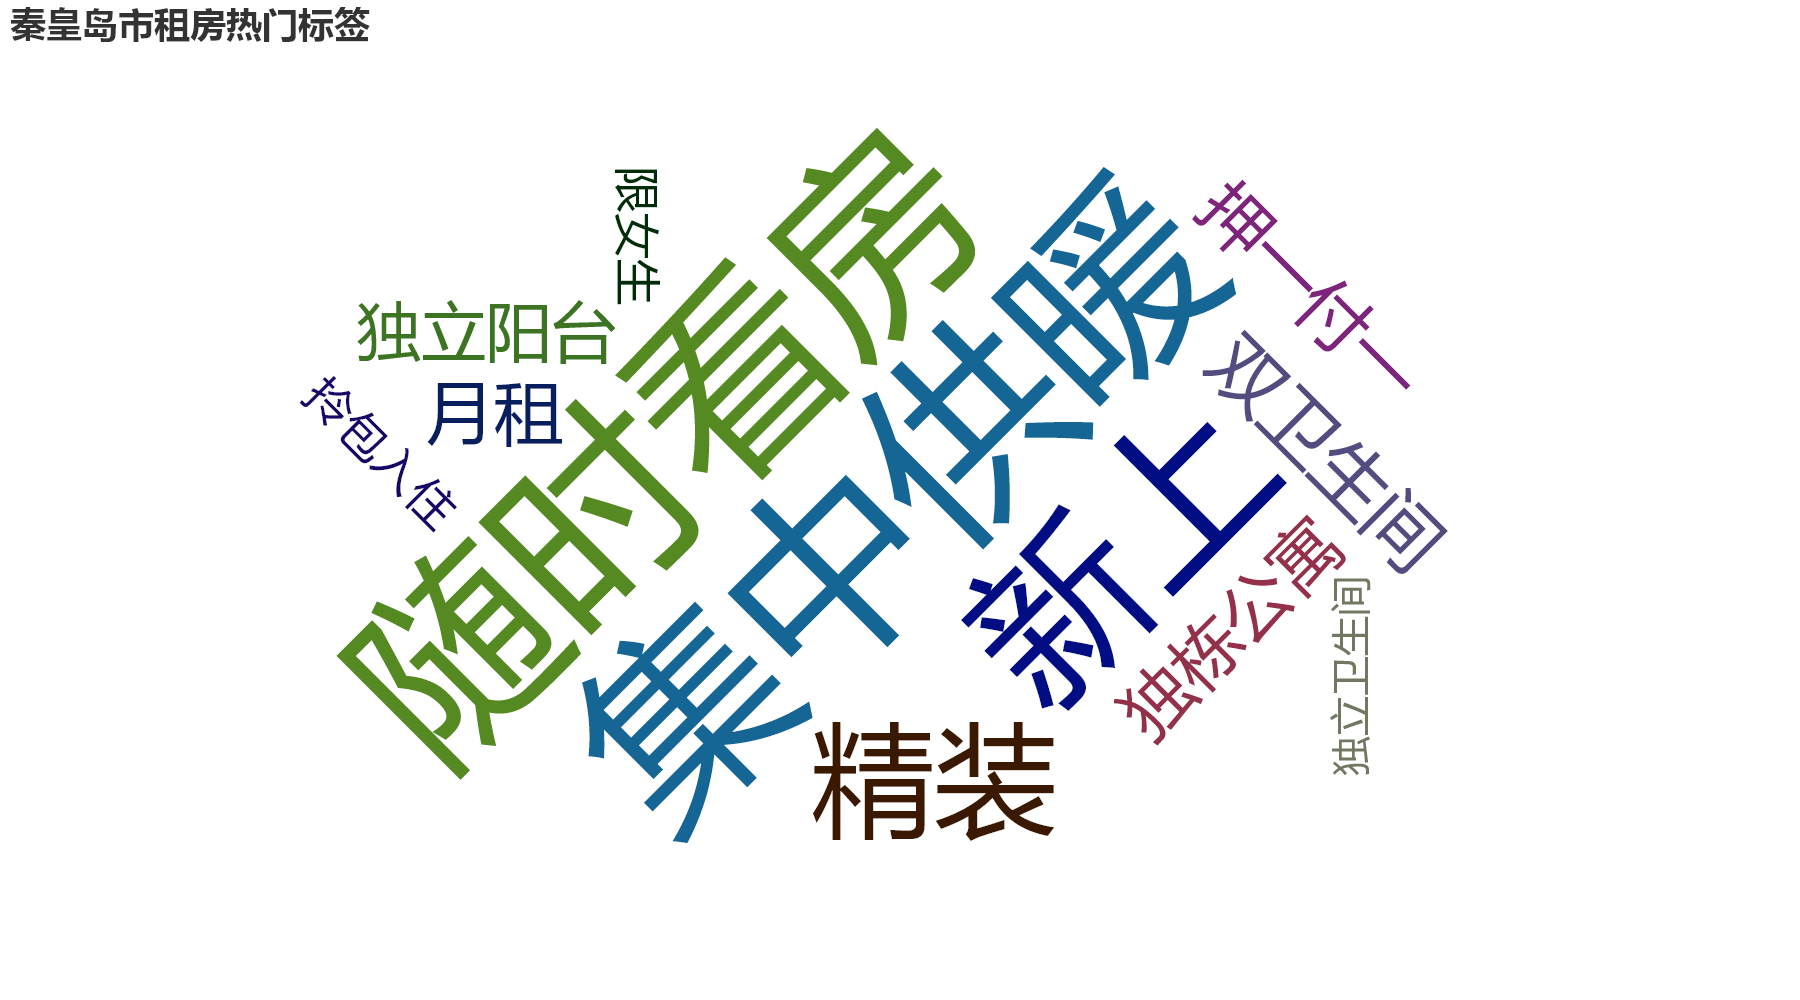 秦皇岛市租房热门标签
随时看房
集中供暖
新上
精装
限女生
独立阳台
月租
拎包入住
押一付一
双卫生间
独栋公寓
独立卫生间